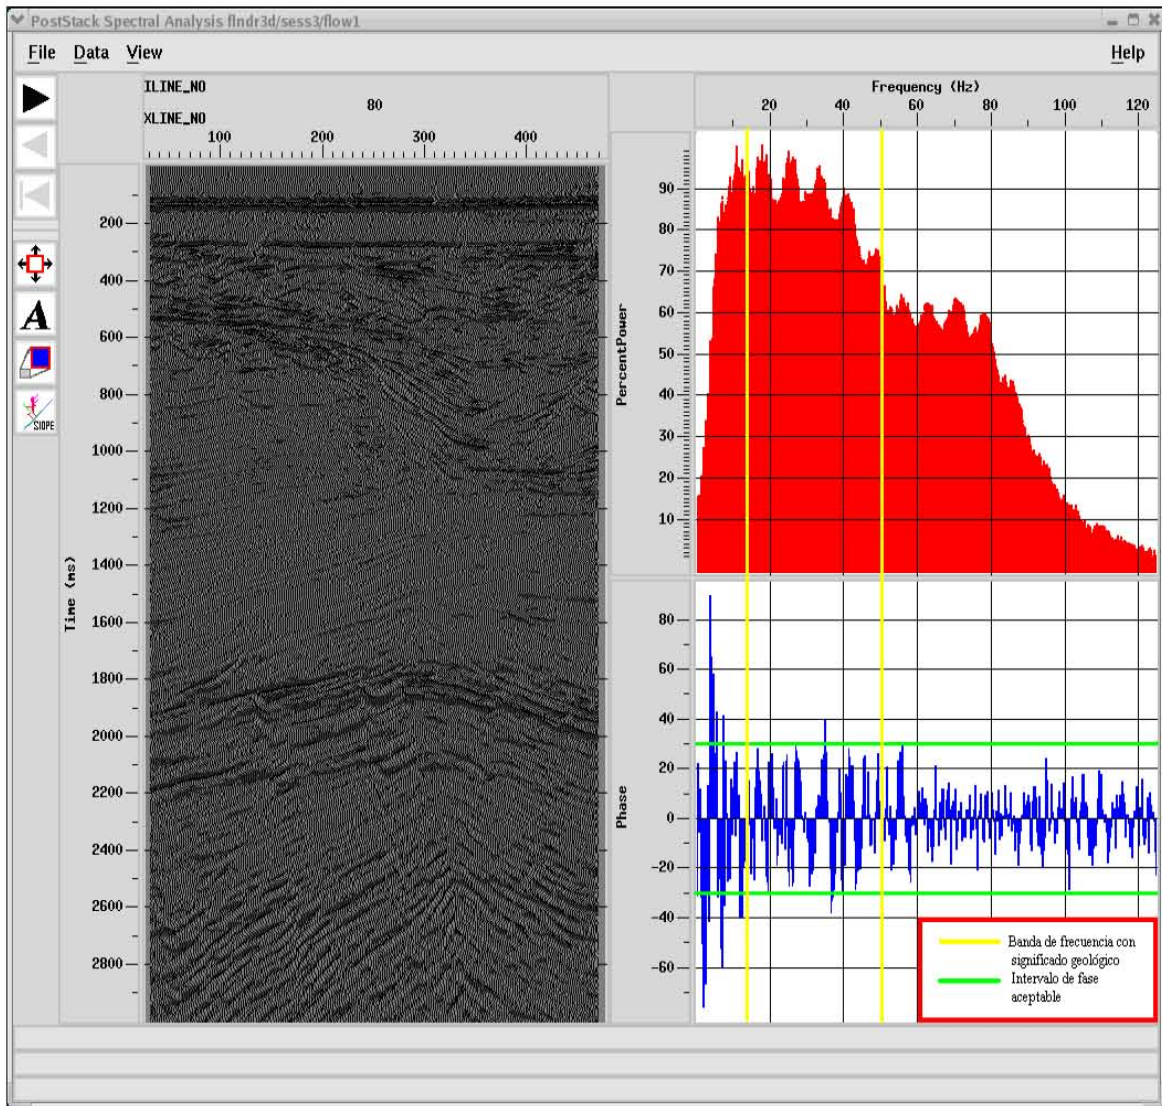 PostStack Spectral Analysis flndr3d/sess3/flow1
File Data View Help
ILINE_NO
80
XLINE_NO
100 200 300 400
Time (ms)
200
400
600
800
1000
1200
1400
1600
1800
2000
2200
2400
2600
2800
A
SlOPE
Frequency (Hz)
20 40 60 80 100 120
PercentPower
90
80
70
60
50
40
30
20
10
Phase
80
60
40
20
0
-20
-40
-60
Banda de frecuencia con
significado geológico
Intervalo de fase
aceptable